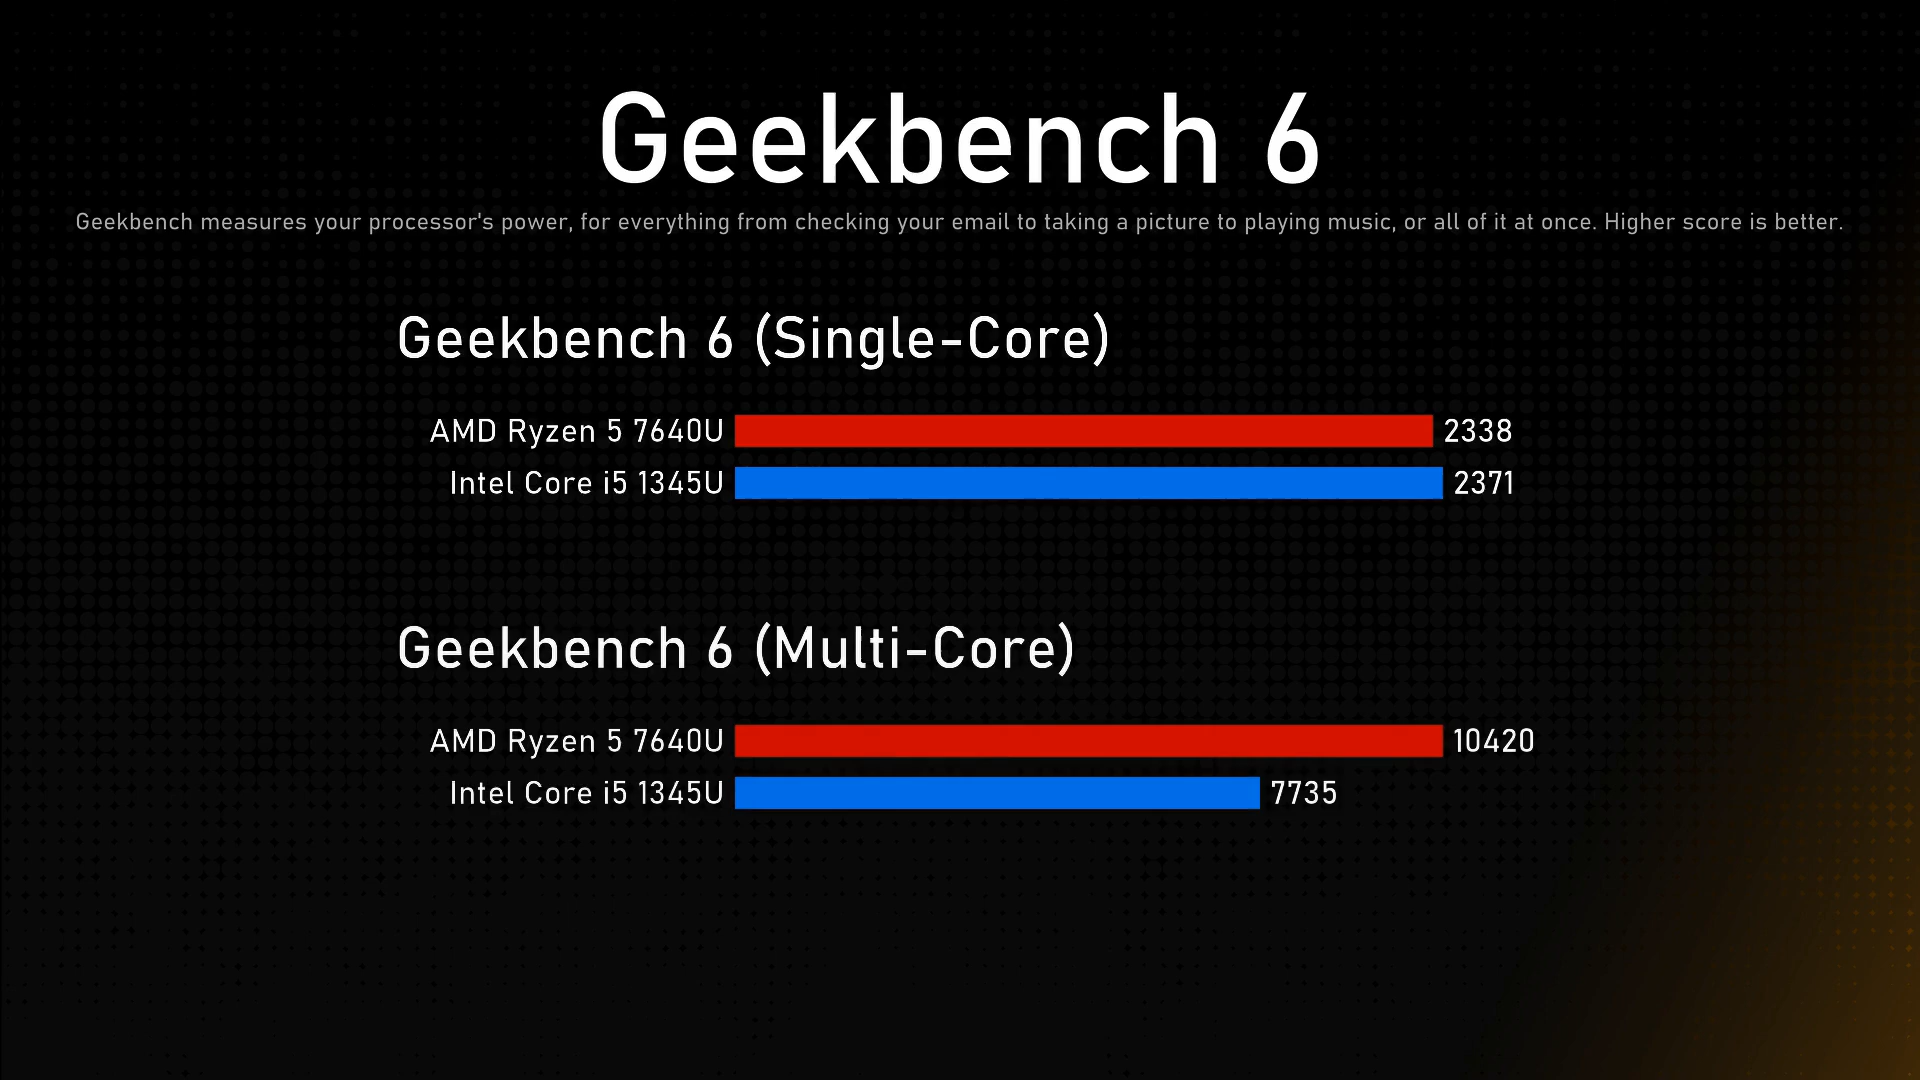 Geekbench 6
Geekbench measures your processor's power, for everything from checking your email to taking a picture to playing music, or all of it at once. Higher score is better.
Geekbench 6 (Single-Core)
AMD Ryzen 5 7640U 2338
Intel Core i5 1345U 2371
Geekbench 6 (Multi-Core)
AMD Ryzen 5 7640U 10420
Intel Core i5 1345U 7735